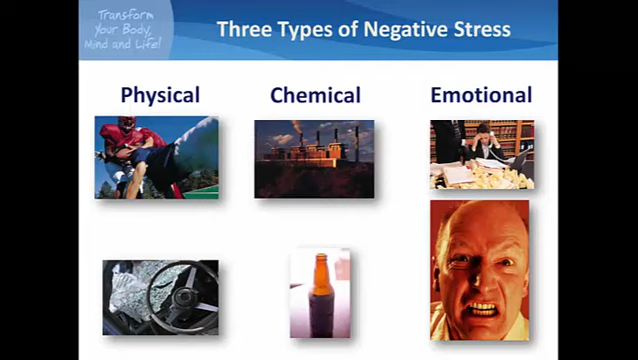 Transform
Your Body,
Mind and Life!
Three Types of Negative Stress
Physical
Chemical
Emotional